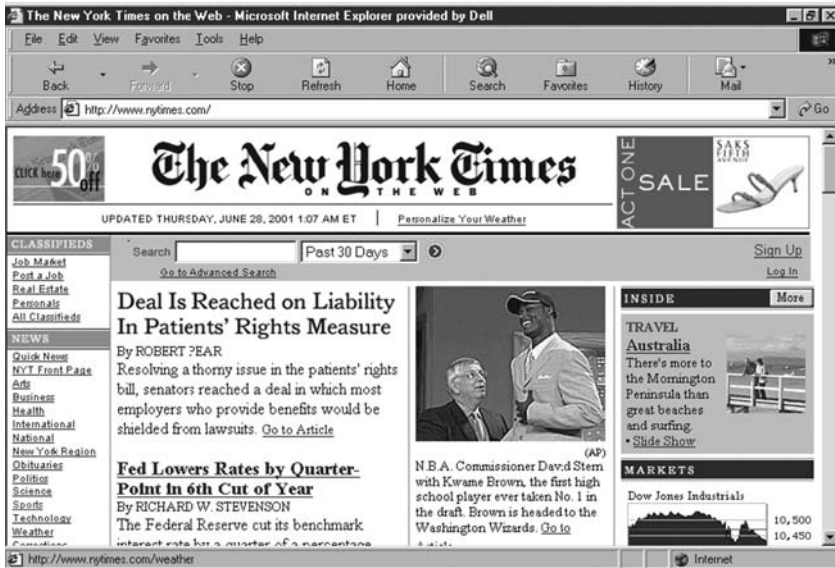 The New York Times on the Web - Microsoft Internet Explorer provided by Dell
File Edit View Favorites Tools Help
Back Forward Stop Refresh Home Search Favorites History Mail
Address http://www.nytimes.com/ Go
CLICK here 50% off
The New York Times
ON THE WEB
UPDATED THURSDAY, JUNE 28, 2001 1:07 AM ET | Personalize Your Weather
ACT ONE
SALE
SAKS
FIFTH
AVENUE
CLASSIFIEDS
Job Market
Post a Job
Real Estate
Personals
All Classifieds
NEWS
Quick News
NYT Front Page
Arts
Business
Health
International
National
New York Region
Obituaries
Politics
Science
Sports
Technology
Weather
Corrections
Search Past 30 Days
Go to Advanced Search
Sign Up
Log In
Deal Is Reached on Liability
In Patients' Rights Measure
By ROBERT ?EAR
Resolving a thorny issue in the patients' rights
bill, senators reached a deal in which most
employers who provide benefits would be
shielded from lawsuits. Go to Article
Fed Lowers Rates by Quarter-
Point in 6th Cut of Year
By RICHARD W. STEVENSON
The Federal Reserve cut its benchmark
interest rate by a quarter of a percentage
(AP)
N.B.A. Commissioner David Stern
with Kwame Brown, the first high
school player ever taken No. 1 in
the draft. Brown is headed to the
Washington Wizards. Go to
Article
INSIDE More
TRAVEL
Australia
There's more to
the Mornington
Peninsula than
great beaches
and surfing.
• Slide Show
MARKETS
Dow Jones Industrials
10,500
10,450
http://www.nytimes.com/weather Internet